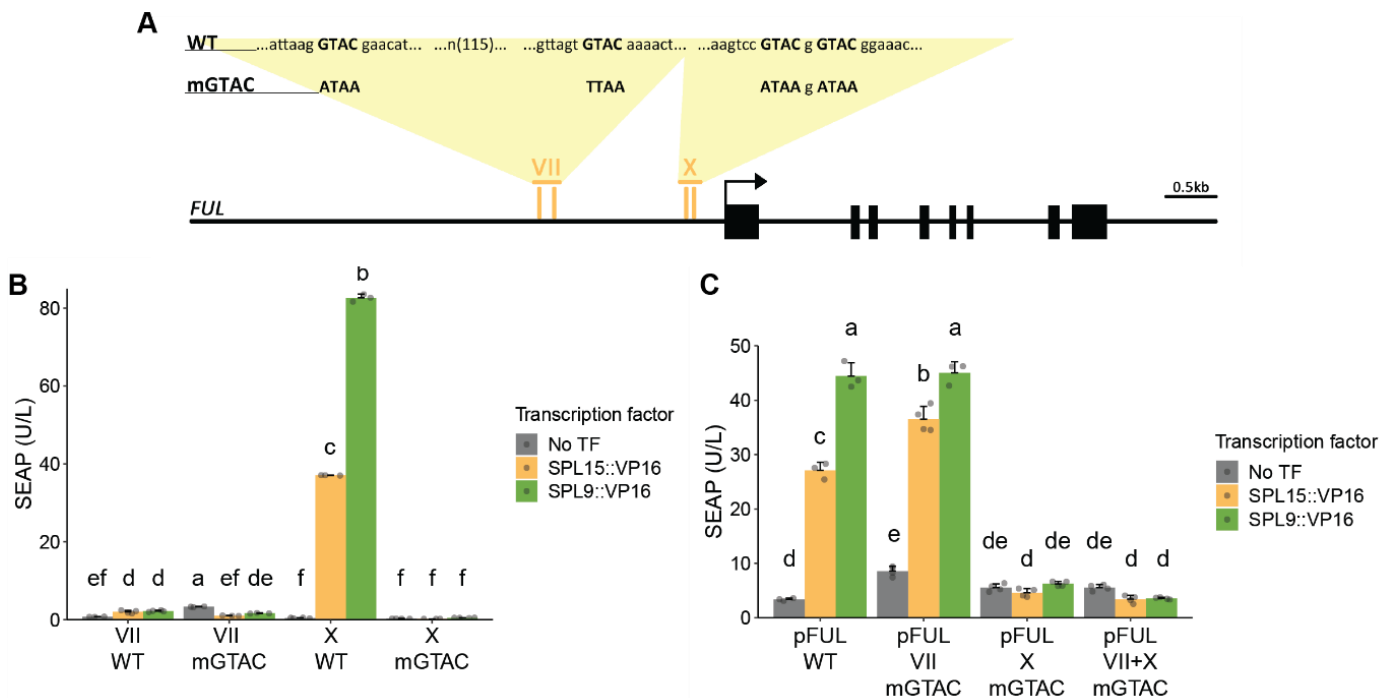 A
WT ...attaag GTAC gaacat... ...n(115)... ...gttagt GTAC aaaact... ...aagtcc GTAC g GTAC ggaaac...
mGTAC ATAA TTAA ATAA g ATAA
VII X
0.5kb
FUL
B
SEAP (U/L)
80
60
40
20
0
ef d d a ef de f c b f f f
VII VII X X
WT mGTAC WT mGTAC
Transcription factor
No TF
SPL15::VP16
SPL9::VP16
C
SEAP (U/L)
50
40
30
20
10
0
d c a e b a de d de de d d
pFUL pFUL pFUL pFUL
WT VII X VII+X
mGTAC mGTAC mGTAC
Transcription factor
No TF
SPL15::VP16
SPL9::VP16